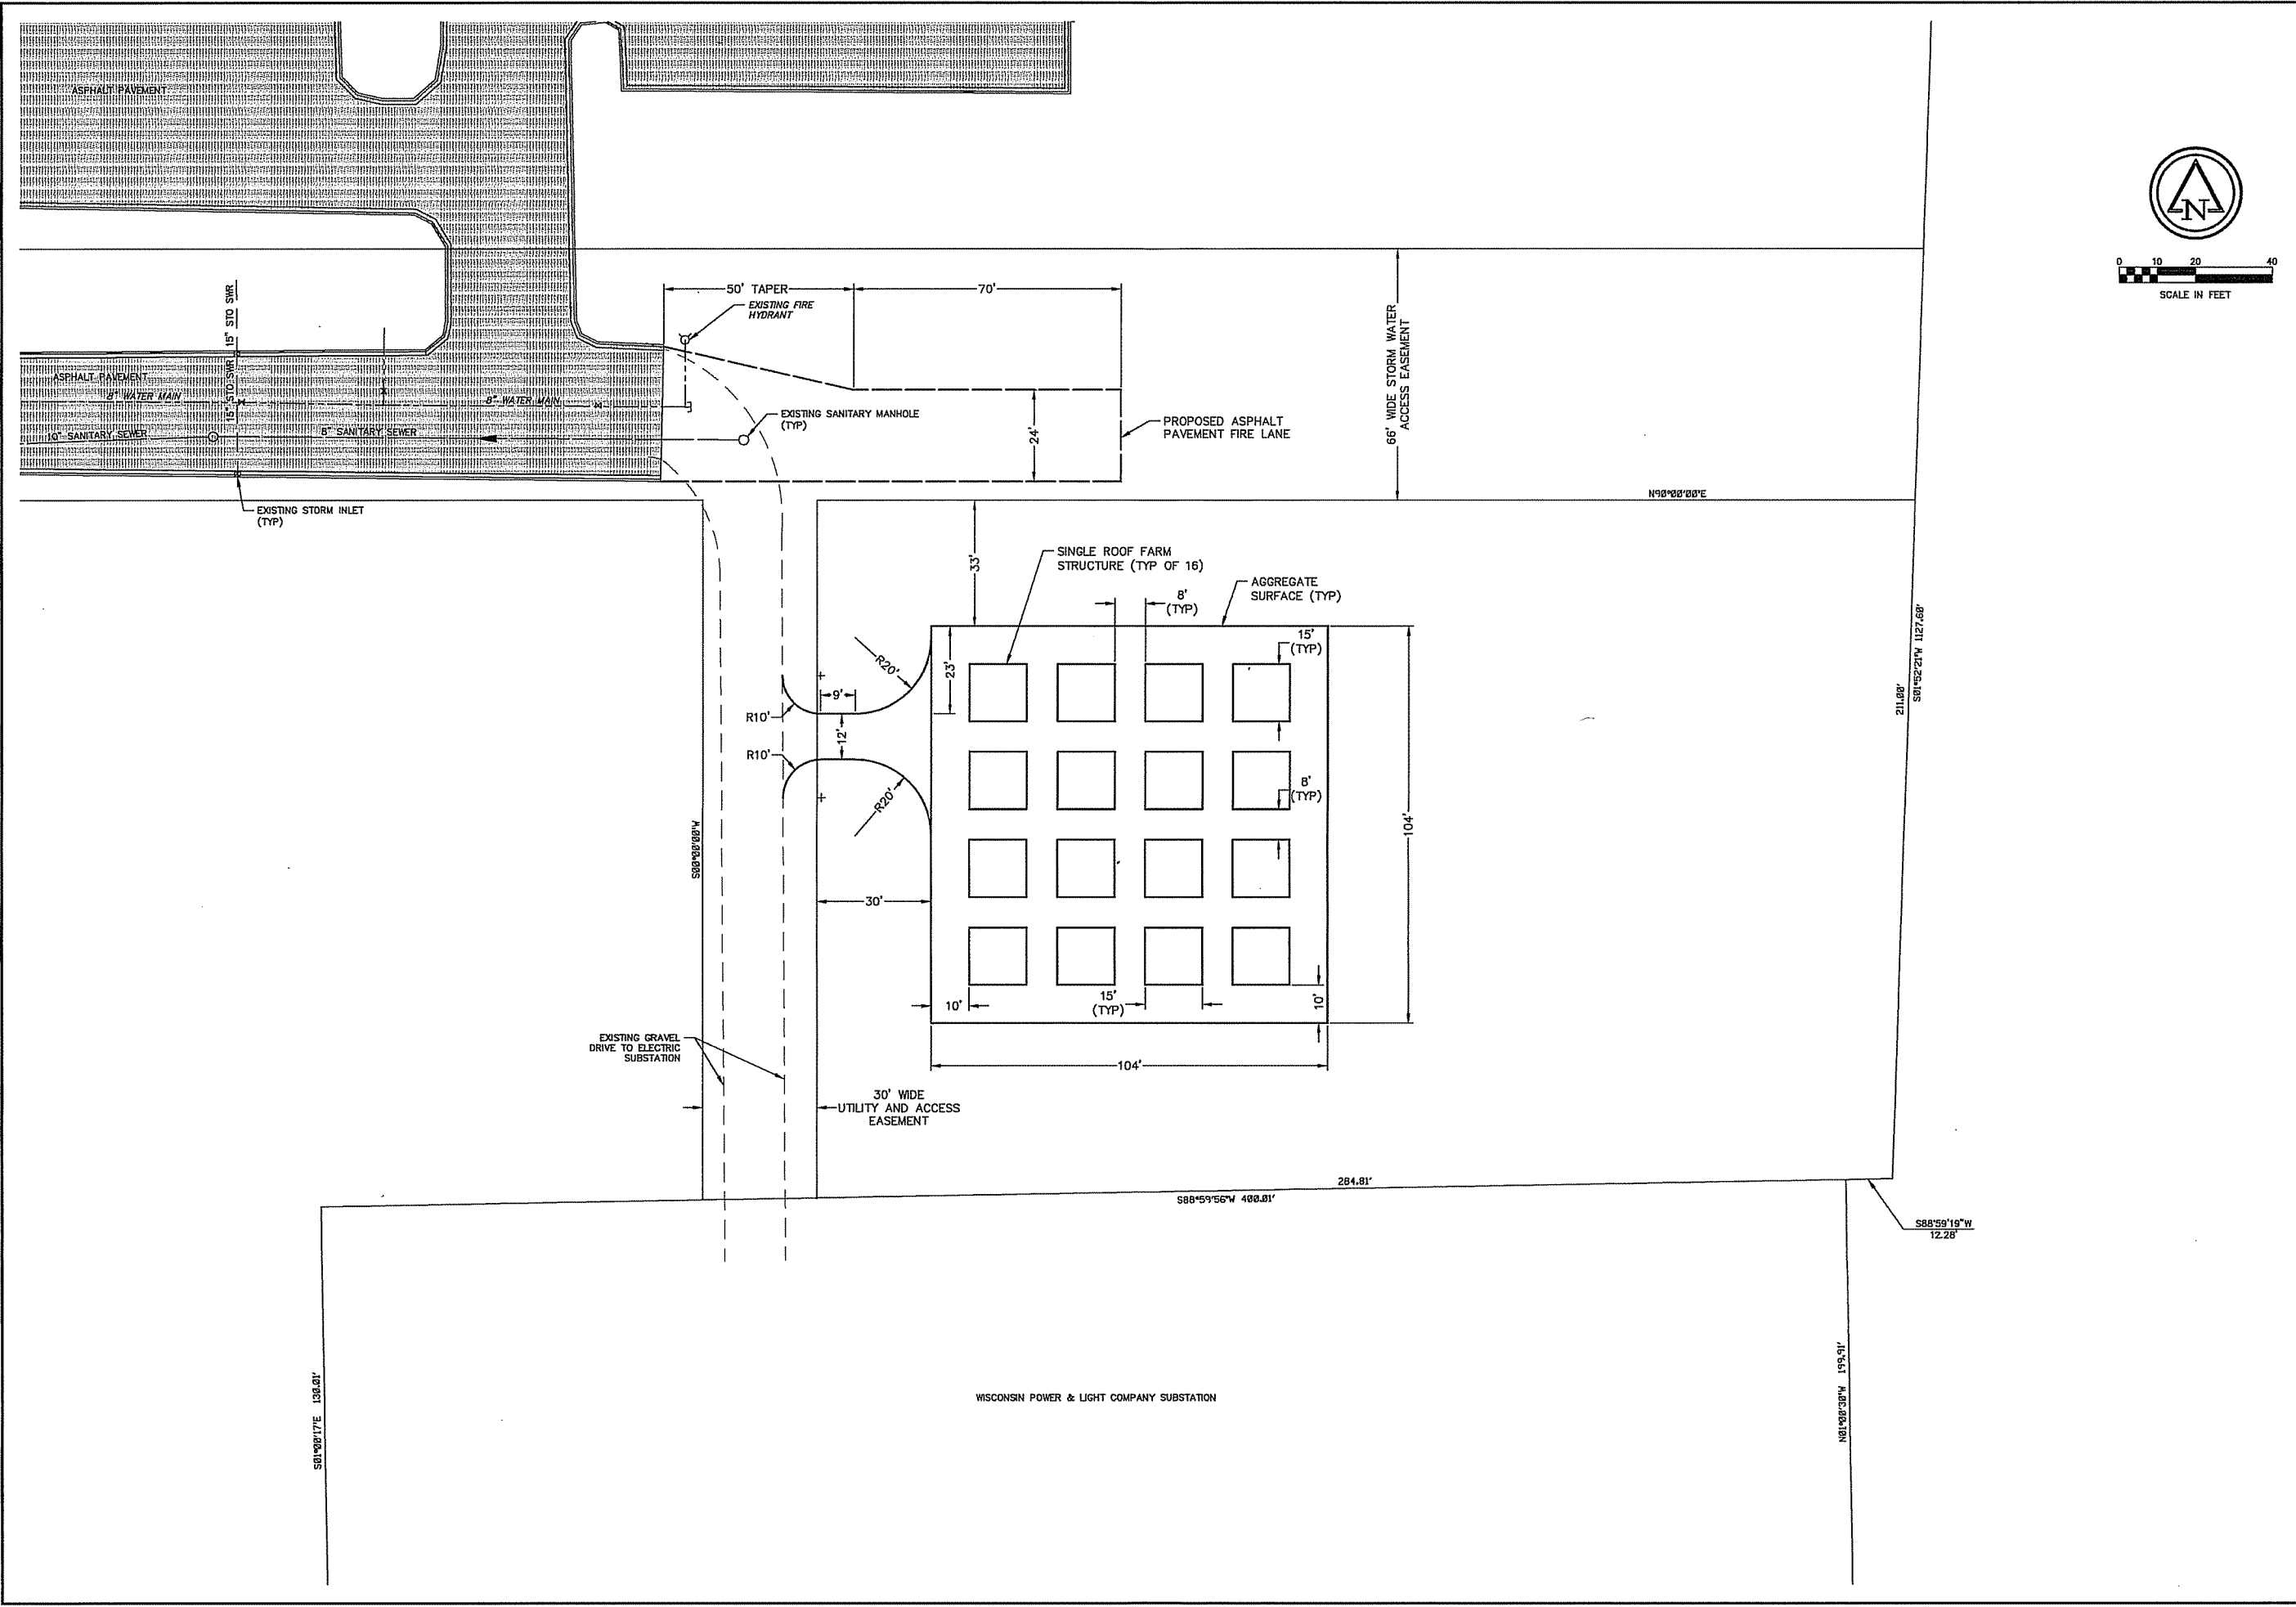 ASPHALT PAVEMENT
N
0 10 20 40
SCALE IN FEET
50' TAPER
70'
EXISTING FIRE
HYDRANT
15" STO SWR
15" STO SWR
66' WIDE STORM WATER
ACCESS EASEMENT
ASPHALT PAVEMENT
8" WATER MAIN
8" WATER MAIN
EXISTING SANITARY MANHOLE
(TYP)
PROPOSED ASPHALT
PAVEMENT FIRE LANE
24'
10" SANITARY SEWER
8" SANITARY SEWER
N90°00'00"E
EXISTING STORM INLET
(TYP)
33'
SINGLE ROOF FARM
STRUCTURE (TYP OF 16)
AGGREGATE
SURFACE (TYP)
8'
(TYP)
15'
(TYP)
R20'
23'
9'
R10'
12'
R10'
R20'
8'
(TYP)
211.00'
S01°52'21"W 1127.60'
104'
S00°00'00"W
30'
10'
15'
(TYP)
10'
EXISTING GRAVEL
DRIVE TO ELECTRIC
SUBSTATION
104'
30' WIDE
UTILITY AND ACCESS
EASEMENT
284.81'
S88°59'56"W 400.01'
S88°59'19"W
12.28'
S01°00'17"E 130.01'
WISCONSIN POWER & LIGHT COMPANY SUBSTATION
N01°00'30"W 199.91'